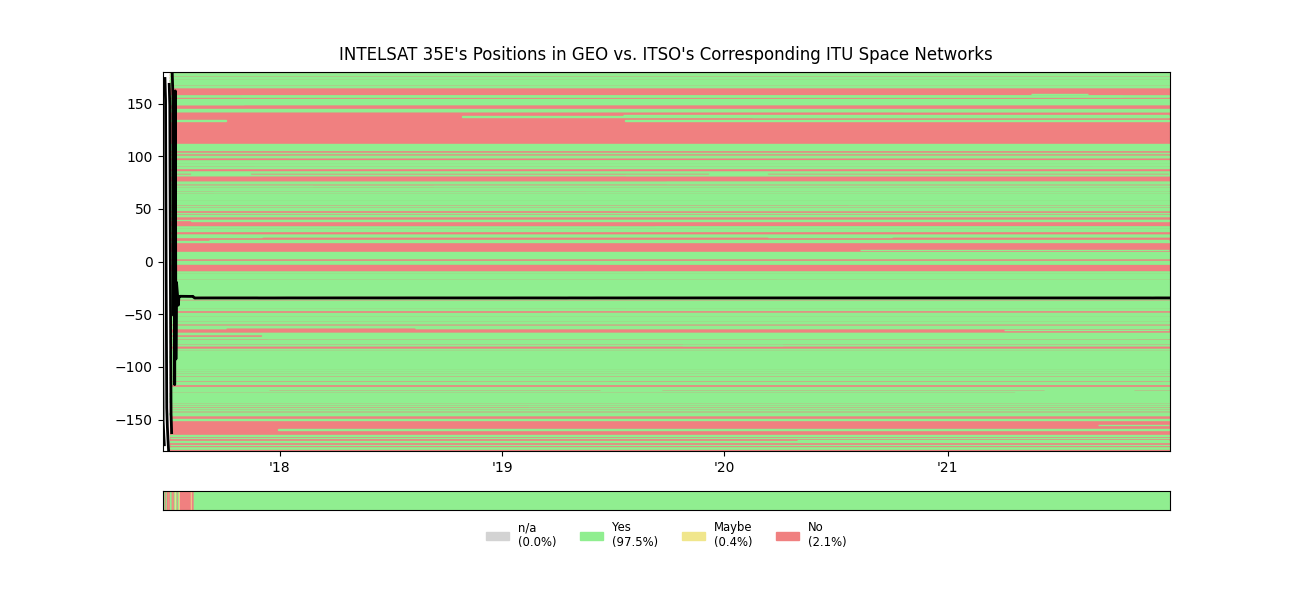 INTELSAT 35E's Positions in GEO vs. ITSO's Corresponding ITU Space Networks
150
100
50
0
−50
−100
−150
'18 '19 '20 '21
n/a Yes Maybe No
(0.0%) (97.5%) (0.4%) (2.1%)